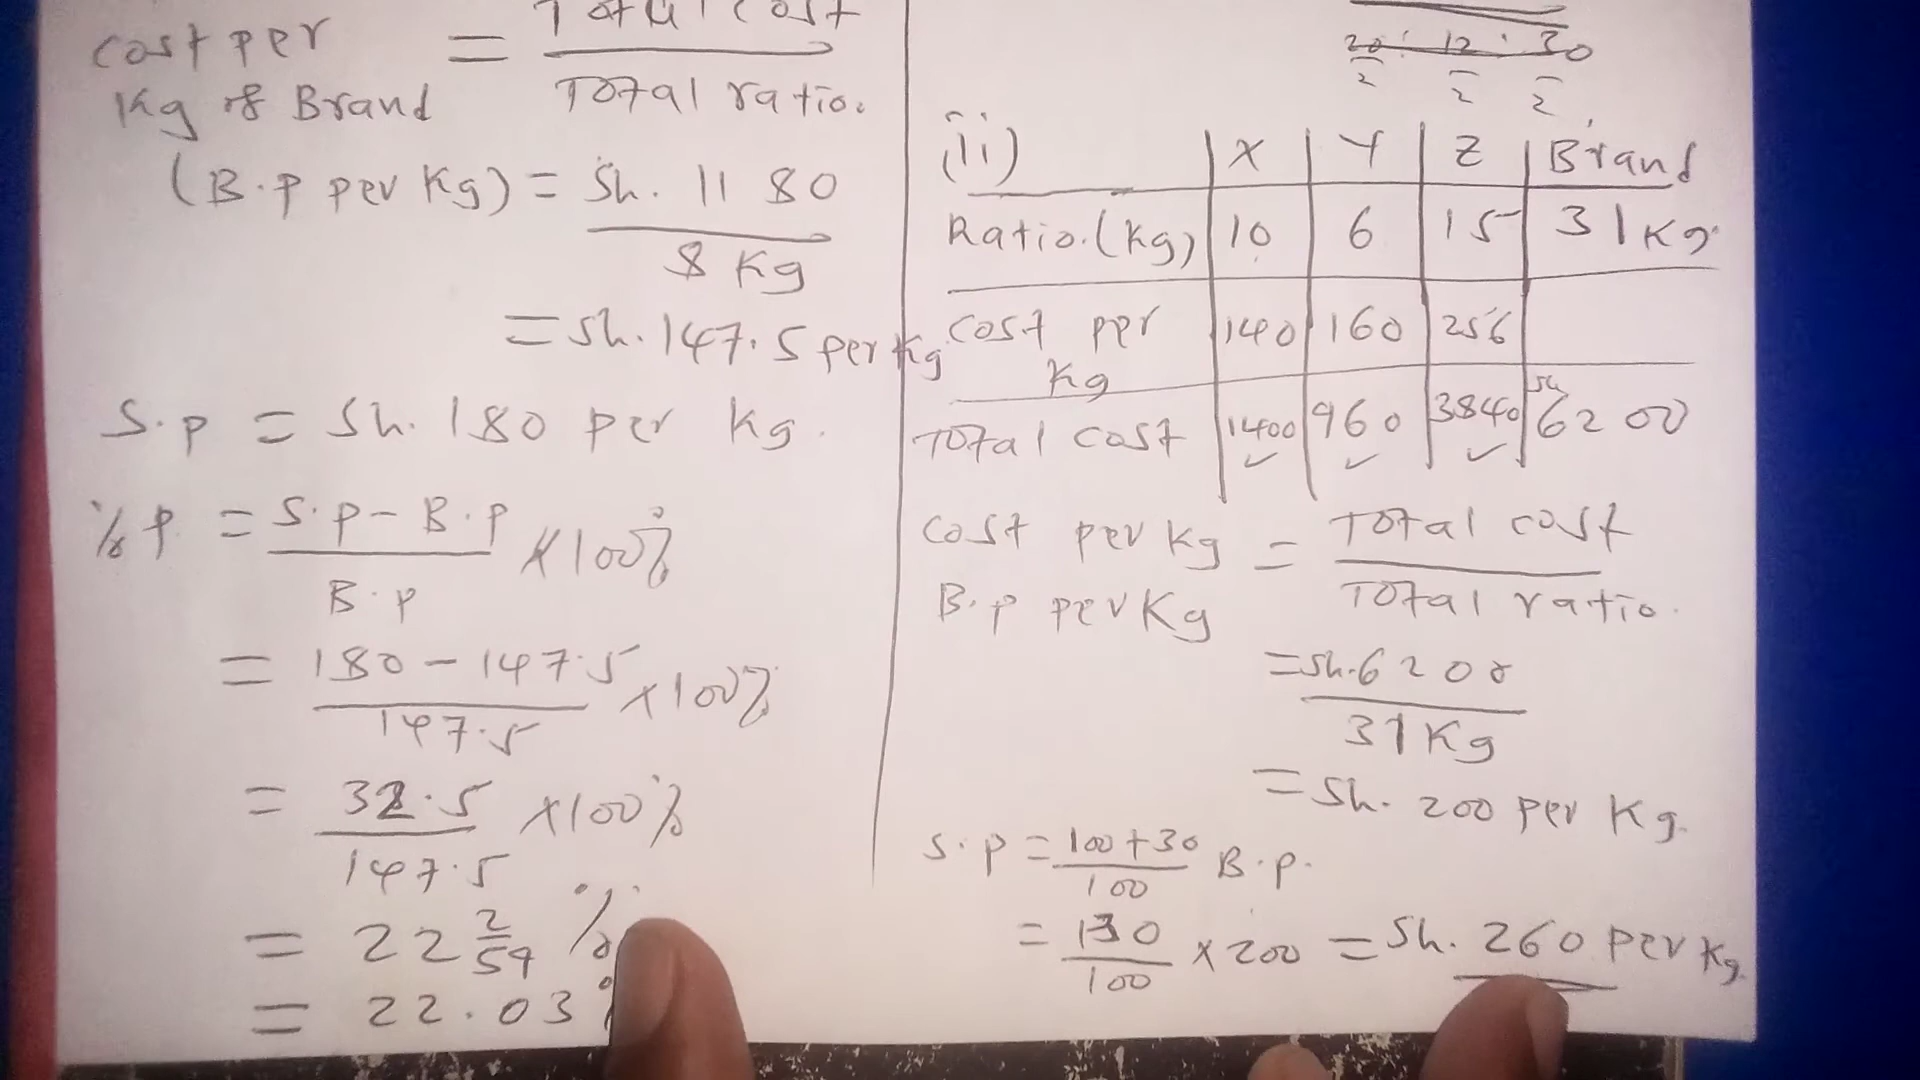 Total cost
Cost per =
Total ratio.
Kg of Brand
(B.p per Kg) = Sh. 1180
8 Kg
= Sh. 147.5 per Kg
S.p = Sh. 180 per Kg.
% P = S.p - B.p × 100%
B.p
= 180 - 147.5 × 100%
147.5
= 32.5 × 100%
147.5
= 22 2/59 %
= 22.03%
20 : 12 : 30
2 2 2
(ii) X Y Z Brand
Ratio.(Kg) 10 6 15 31 Kg
Cost per Kg 140 160 256
Total cost 1400 960 3840 Sh 6200
Cost per Kg = Total cost
B.p per Kg Total ratio.
= Sh. 6200
31 Kg
= Sh. 200 per Kg.
S.p = 100 + 30 B.p.
100
= 130 × 200 = Sh. 260 per Kg.
100